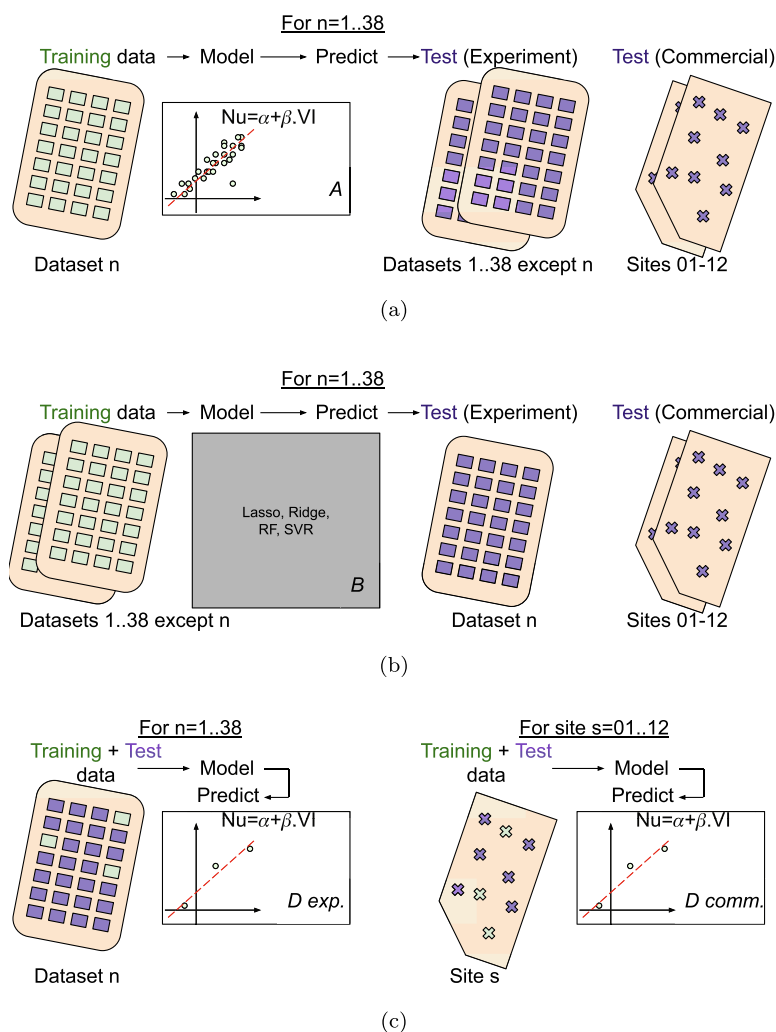 For n=1..38
Training data Model Predict Test (Experiment) Test (Commercial)
Nu=α+β.VI
A
Dataset n Datasets 1..38 except n Sites 01-12
(a)
For n=1..38
Training data Model Predict Test (Experiment) Test (Commercial)
Lasso, Ridge,
RF, SVR
B
Datasets 1..38 except n Dataset n Sites 01-12
(b)
For n=1..38 For site s=01..12
Training + Test Training + Test
data Model data Model
Predict Predict
Nu=α+β.VI Nu=α+β.VI
D exp. D comm.
Dataset n Site s
(c)